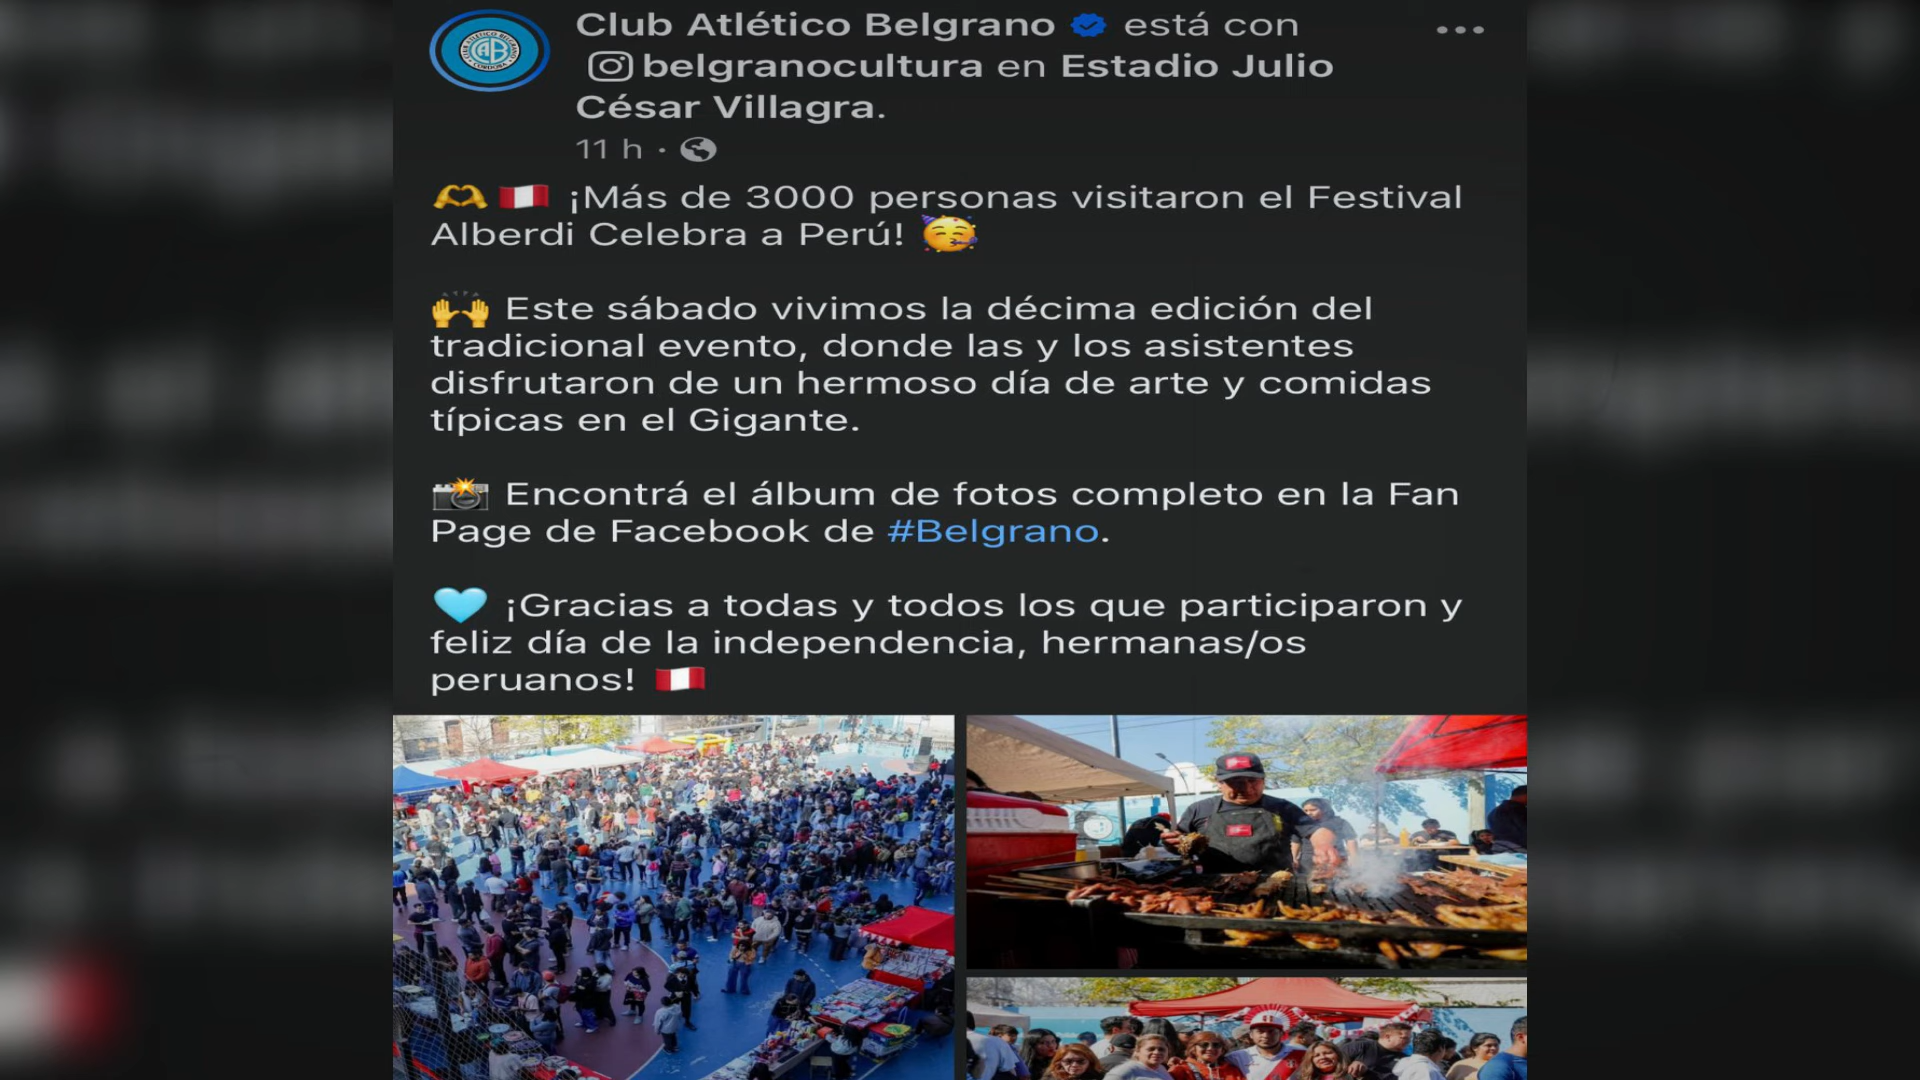 Club Atlético Belgrano está con
belgranocultura en Estadio Julio
César Villagra.
11 h ·
¡Más de 3000 personas visitaron el Festival
Alberdi Celebra a Perú!
Este sábado vivimos la décima edición del
tradicional evento, donde las y los asistentes
disfrutaron de un hermoso día de arte y comidas
típicas en el Gigante.
Encontrá el álbum de fotos completo en la Fan
Page de Facebook de #Belgrano.
¡Gracias a todas y todos los que participaron y
feliz día de la independencia, hermanas/os
peruanos!